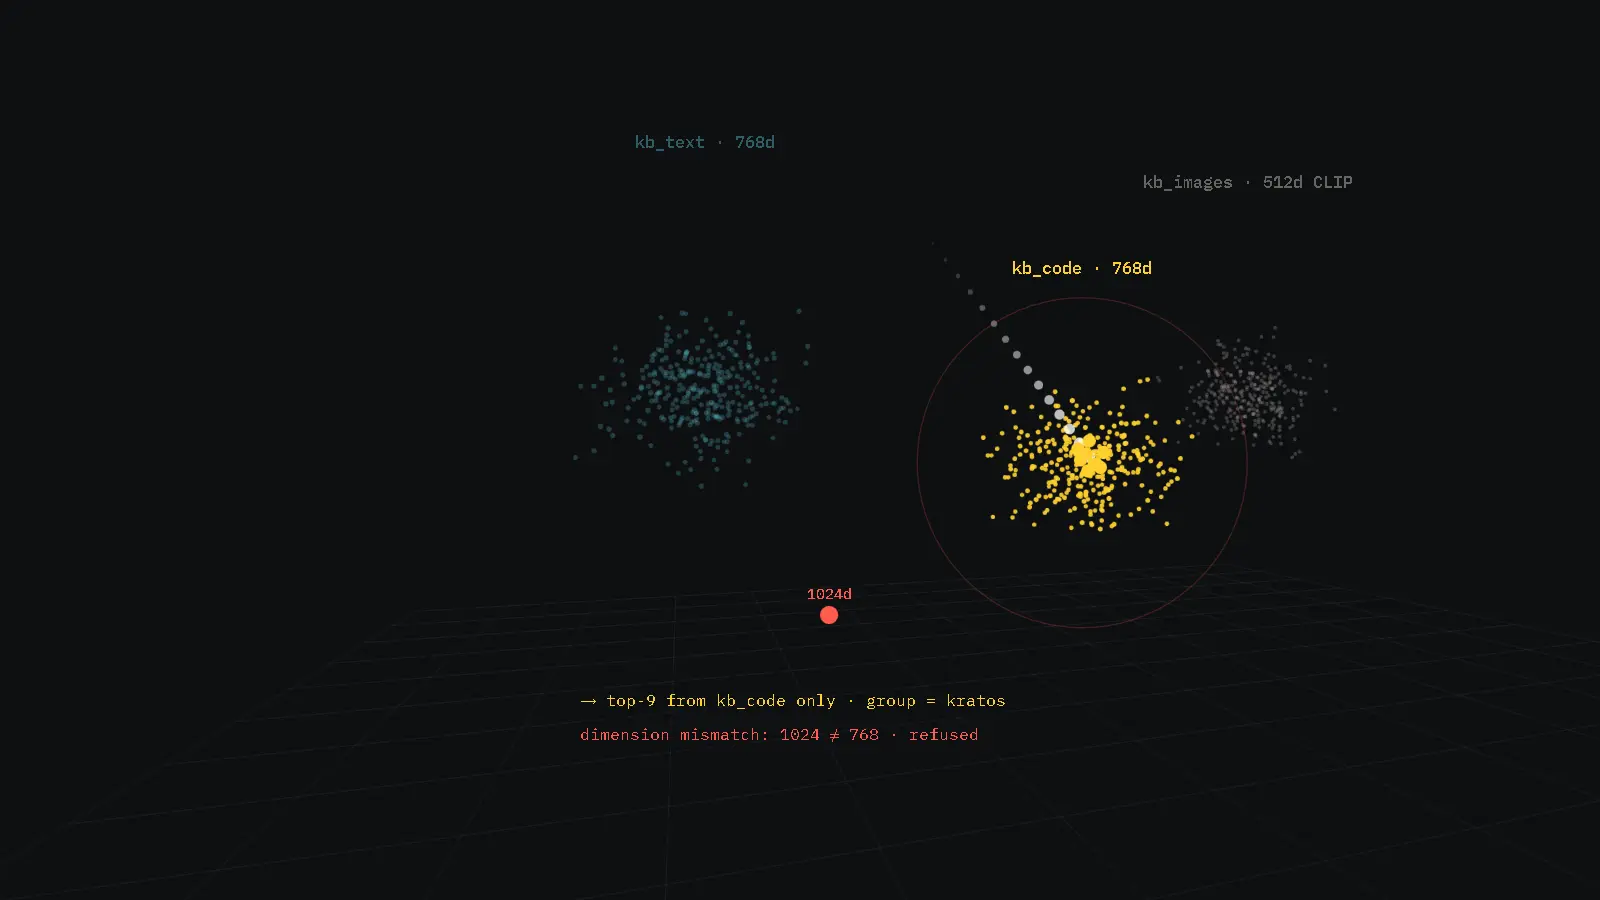 kb_text · 768d
kb_images · 512d CLIP
kb_code · 768d
1024d
→ top-9 from kb_code only · group = kratos
dimension mismatch: 1024 ≠ 768 · refused